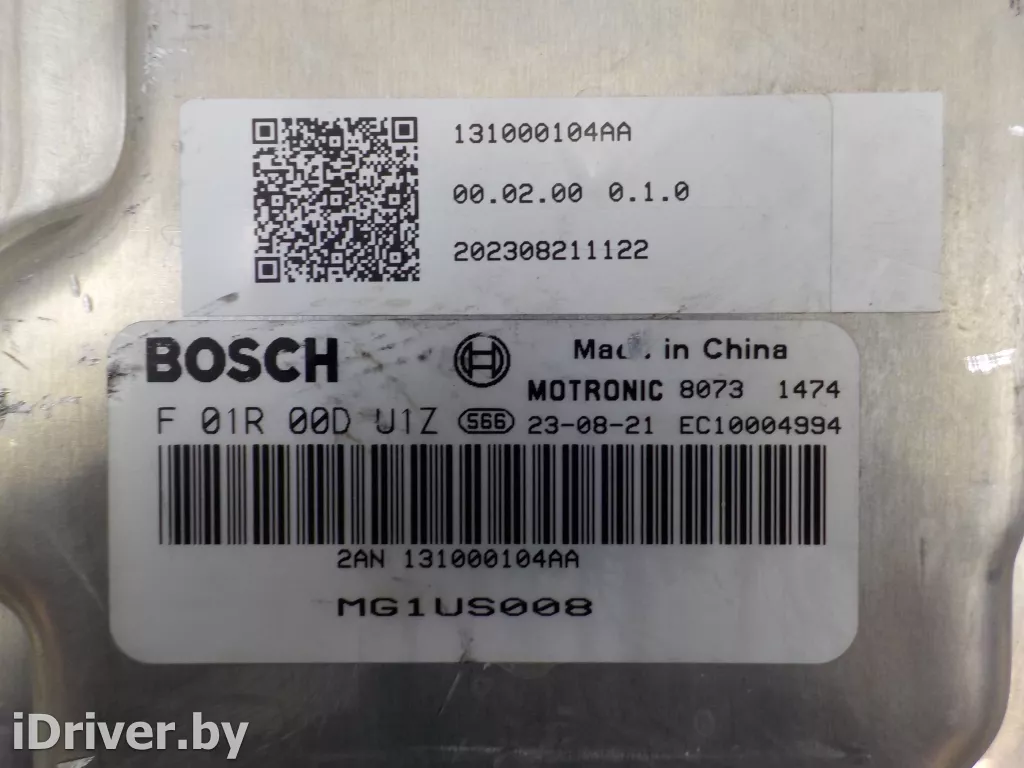 131000104AA
00.02.00 0.1.0
202308211122
BOSCH
in China
MOTRONIC 8073 1474
F 01R 00D U1Z 566 23-08-21 EC10004994
2AN 131000104AA
MG1US008
iDriver.by